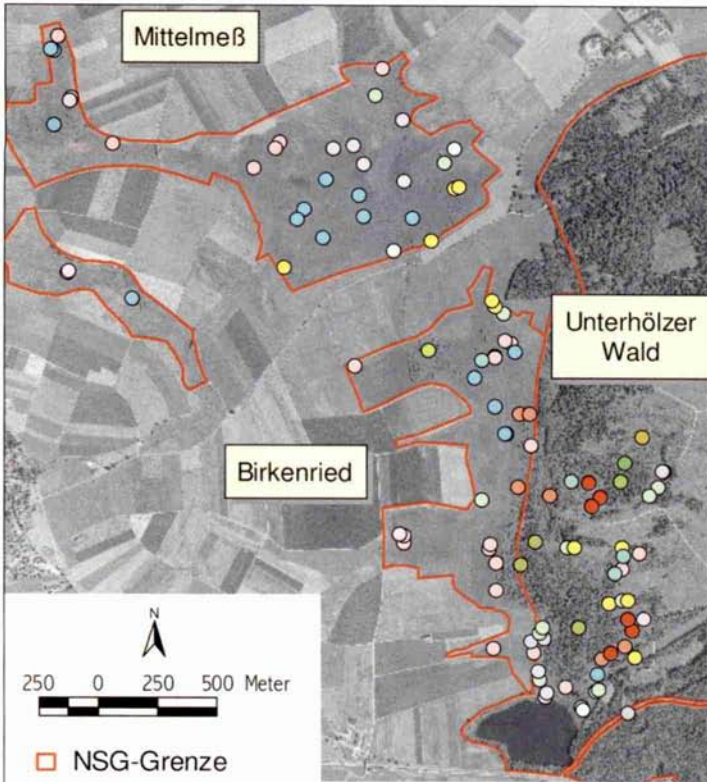 Mittelmeß
Unterhölzer
Wald
Birkenried
N
250 0 250 500 Meter
NSG-Grenze